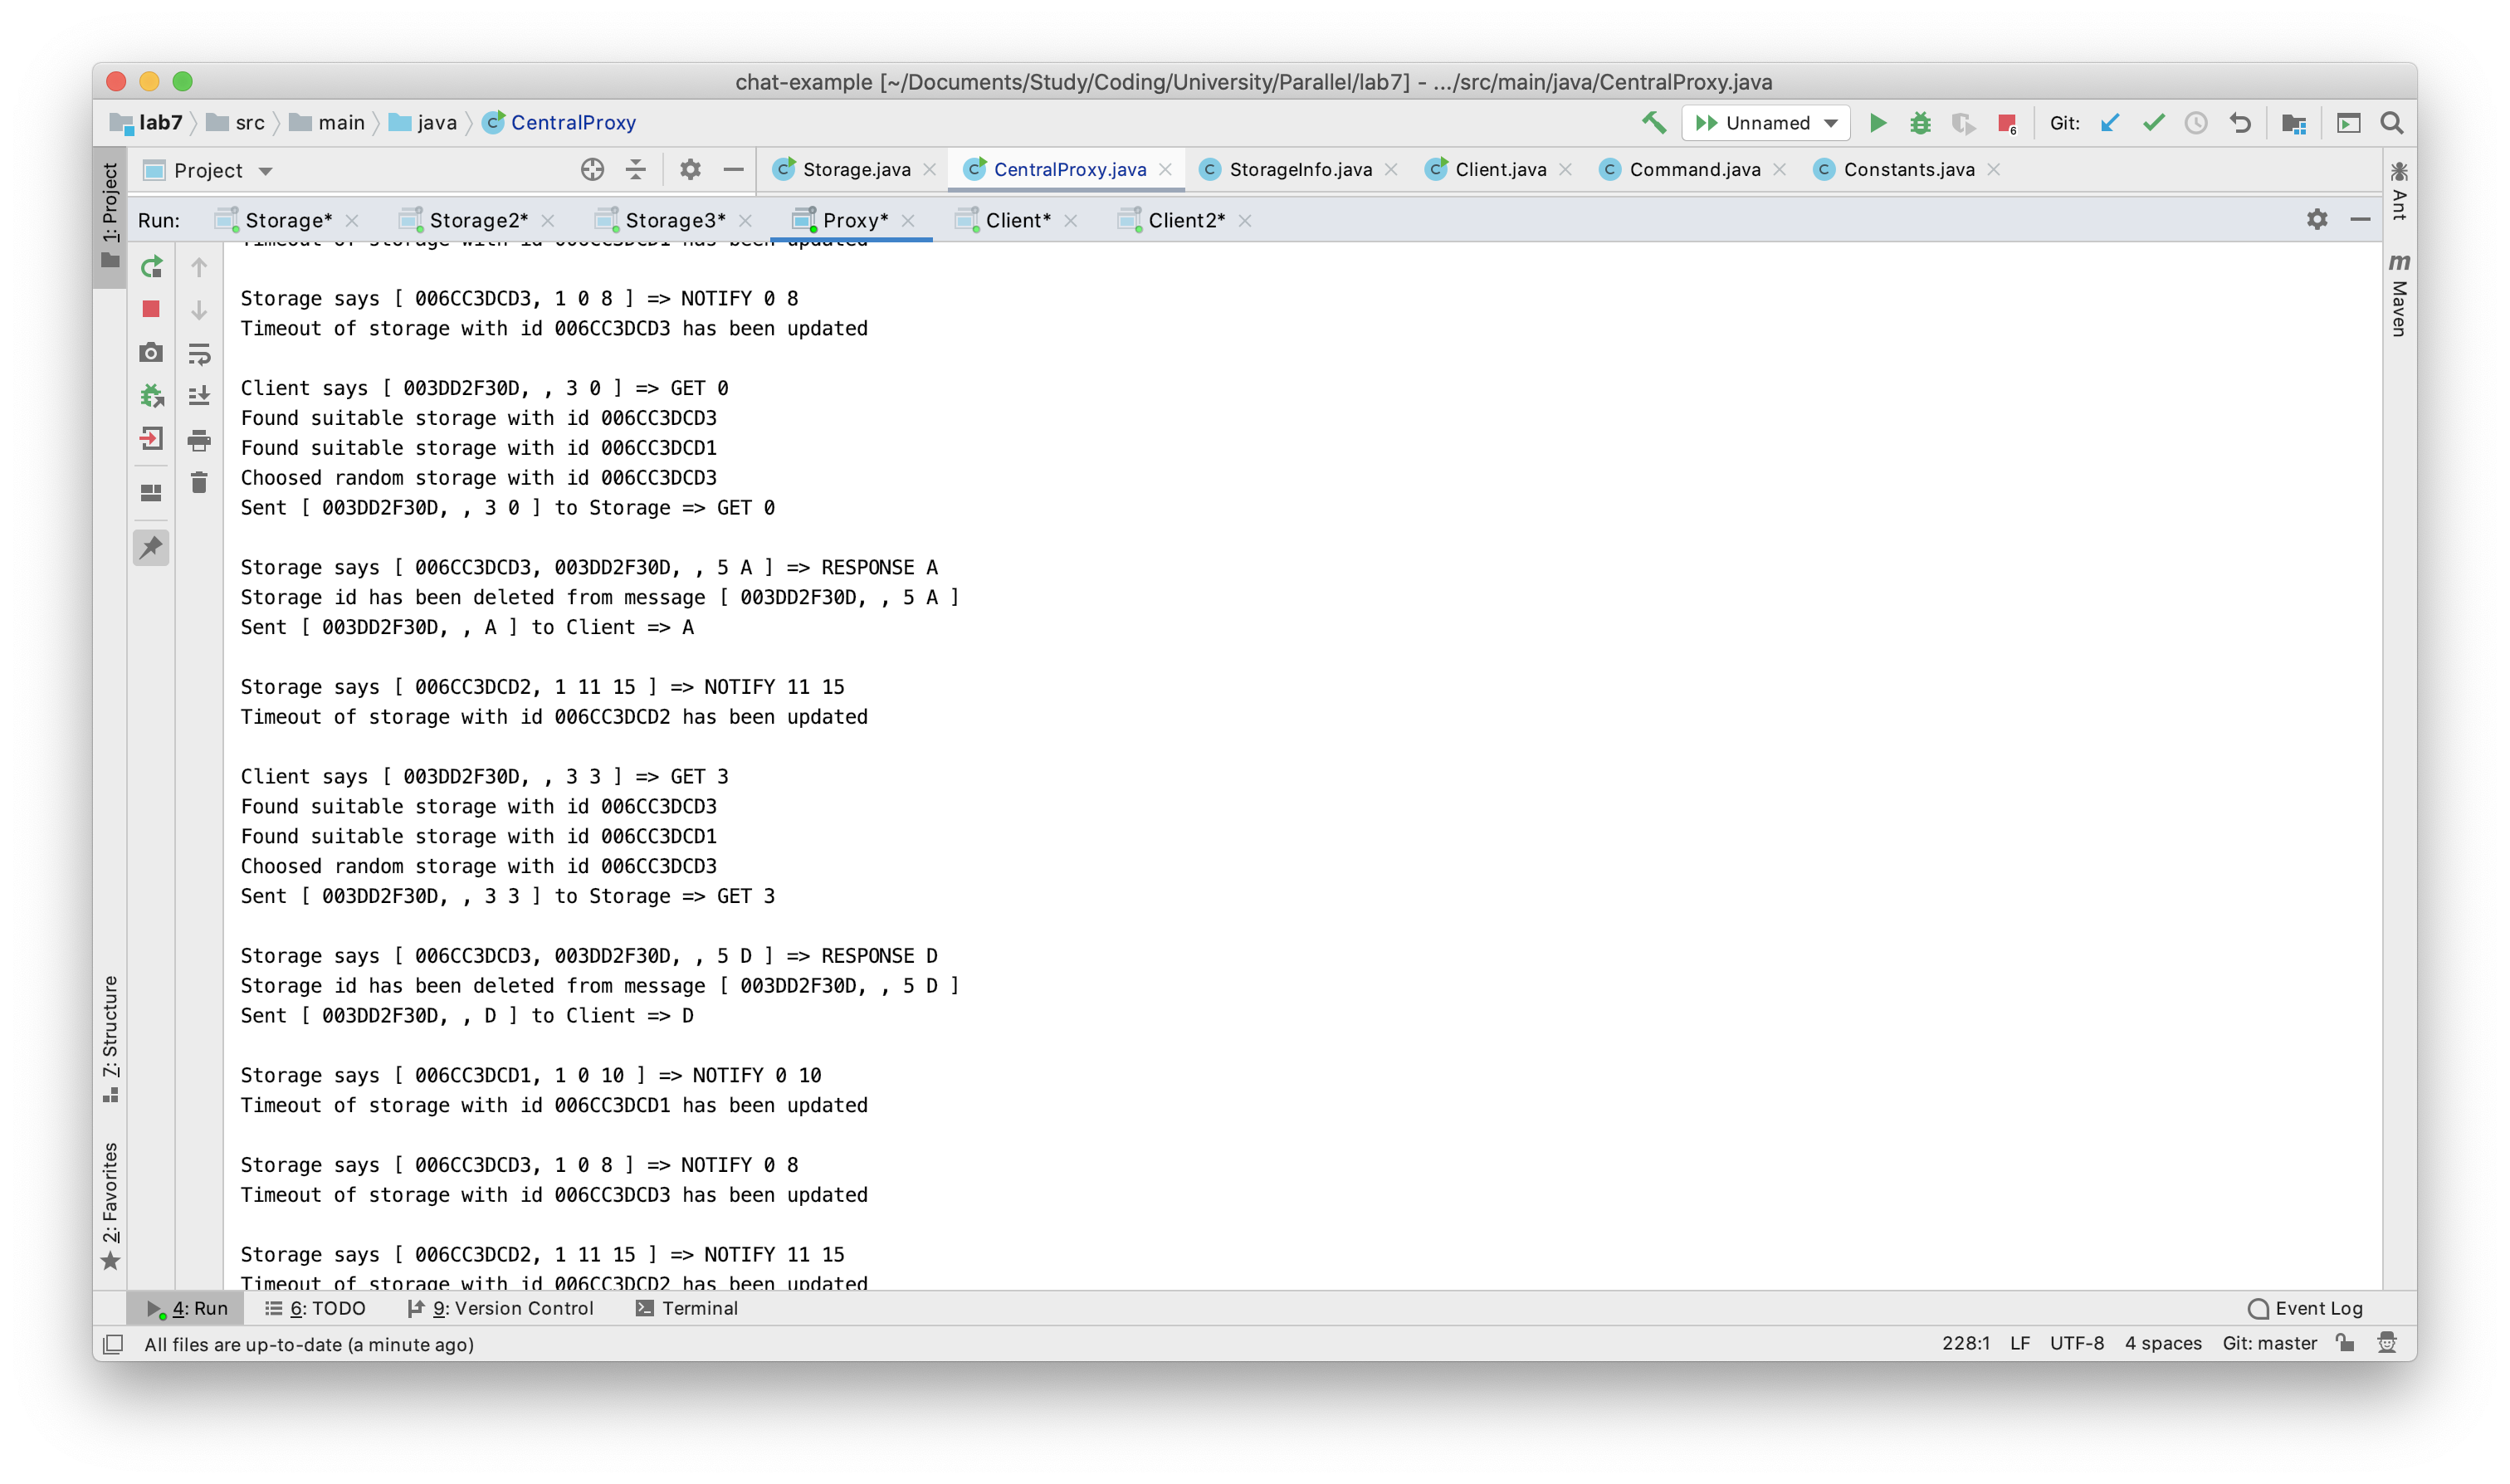 chat-example [~/Documents/Study/Coding/University/Parallel/lab7] - .../src/main/java/CentralProxy.java
lab7 src main java CentralProxy Unnamed 6 Git:
Project Storage.java CentralProxy.java StorageInfo.java Client.java Command.java Constants.java
Run: Storage* Storage2* Storage3* Proxy* Client* Client2*
1: Project
Ant
Maven
Timeout of storage with id 006CC3DCD1 has been updated
Storage says [ 006CC3DCD3, 1 0 8 ] => NOTIFY 0 8
Timeout of storage with id 006CC3DCD3 has been updated
Client says [ 003DD2F30D, , 3 0 ] => GET 0
Found suitable storage with id 006CC3DCD3
Found suitable storage with id 006CC3DCD1
Choosed random storage with id 006CC3DCD3
Sent [ 003DD2F30D, , 3 0 ] to Storage => GET 0
Storage says [ 006CC3DCD3, 003DD2F30D, , 5 A ] => RESPONSE A
Storage id has been deleted from message [ 003DD2F30D, , 5 A ]
Sent [ 003DD2F30D, , A ] to Client => A
Storage says [ 006CC3DCD2, 1 11 15 ] => NOTIFY 11 15
Timeout of storage with id 006CC3DCD2 has been updated
Client says [ 003DD2F30D, , 3 3 ] => GET 3
Found suitable storage with id 006CC3DCD3
Found suitable storage with id 006CC3DCD1
Choosed random storage with id 006CC3DCD3
Sent [ 003DD2F30D, , 3 3 ] to Storage => GET 3
Storage says [ 006CC3DCD3, 003DD2F30D, , 5 D ] => RESPONSE D
Storage id has been deleted from message [ 003DD2F30D, , 5 D ]
Sent [ 003DD2F30D, , D ] to Client => D
Storage says [ 006CC3DCD1, 1 0 10 ] => NOTIFY 0 10
Timeout of storage with id 006CC3DCD1 has been updated
Storage says [ 006CC3DCD3, 1 0 8 ] => NOTIFY 0 8
Timeout of storage with id 006CC3DCD3 has been updated
Storage says [ 006CC3DCD2, 1 11 15 ] => NOTIFY 11 15
Timeout of storage with id 006CC3DCD2 has been updated
7: Structure
2: Favorites
4: Run 6: TODO 9: Version Control Terminal Event Log
All files are up-to-date (a minute ago) 228:1 LF UTF-8 4 spaces Git: master